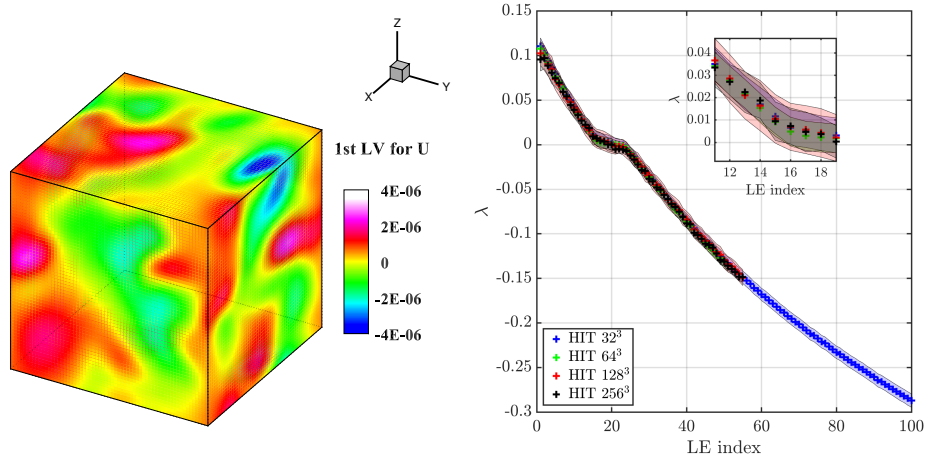 Z
Y
X
1st LV for U
4E-06
2E-06
0
-2E-06
-4E-06
0.15
0.1
0.05
0
-0.05
-0.1
-0.15
-0.2
-0.25
-0.3
λ
0 20 40 60 80 100
LE index
0.04
0.03
0.02
0.01
0
λ
12 14 16 18
LE index
HIT 32³
HIT 64³
HIT 128³
HIT 256³